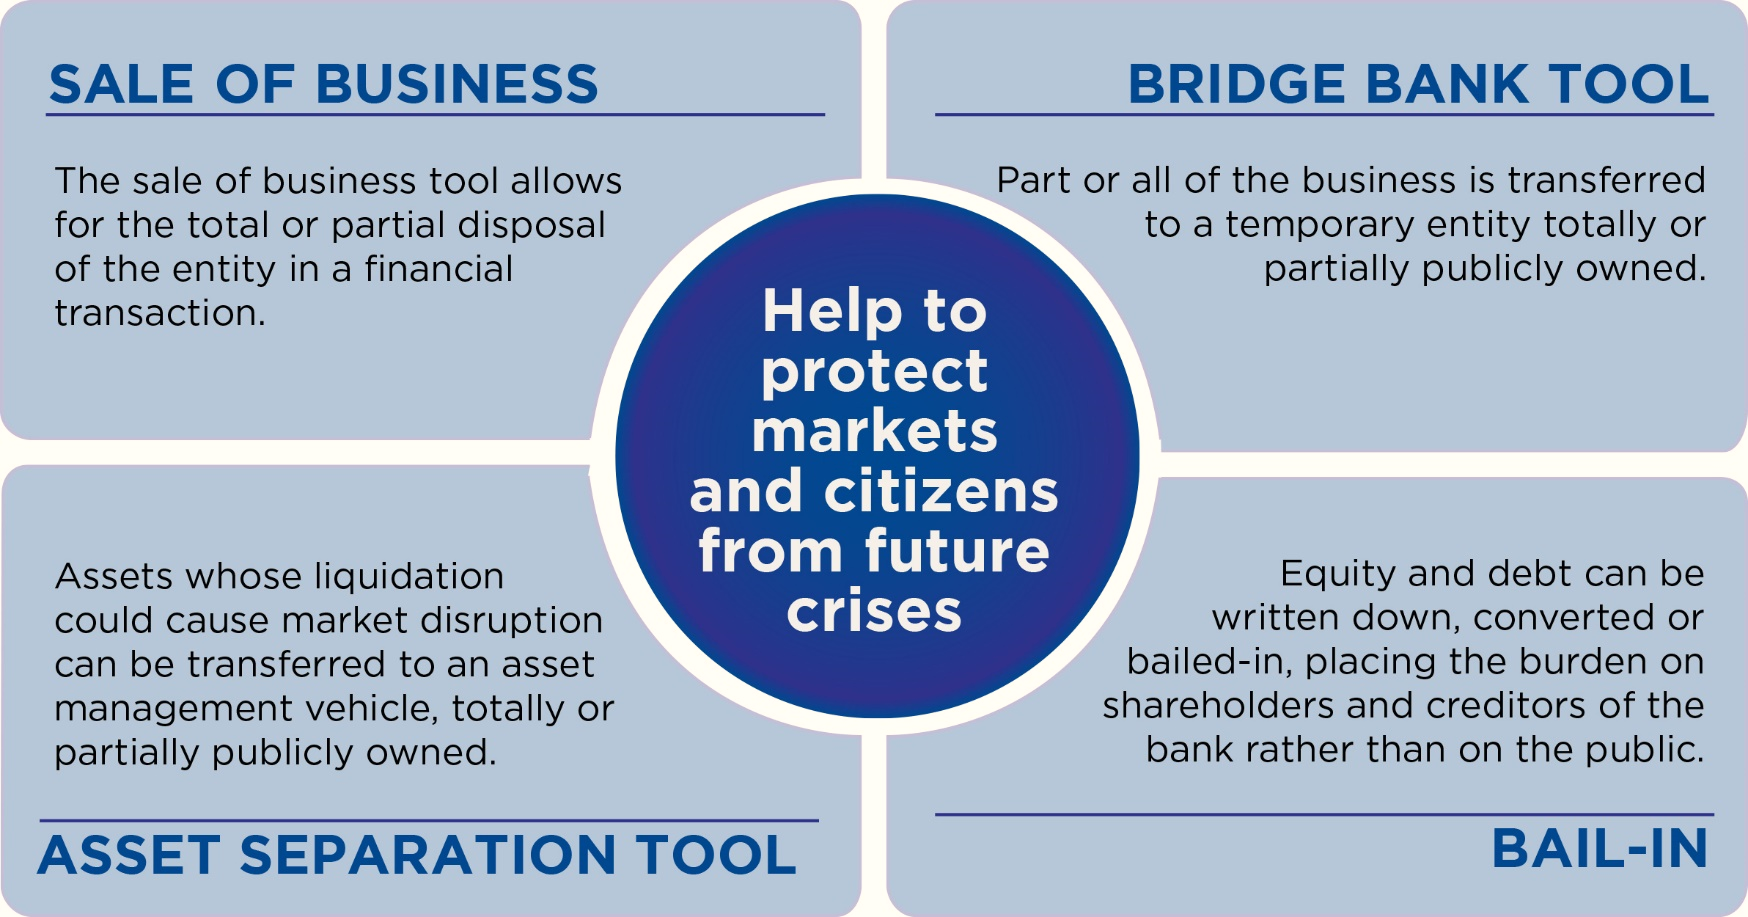 SALE OF BUSINESS
The sale of business tool allows
for the total or partial disposal
of the entity in a financial
transaction.
BRIDGE BANK TOOL
Part or all of the business is transferred
to a temporary entity totally or
partially publicly owned.
Help to
protect
markets
and citizens
from future
crises
Assets whose liquidation
could cause market disruption
can be transferred to an asset
management vehicle, totally or
partially publicly owned.
ASSET SEPARATION TOOL
Equity and debt can be
written down, converted or
bailed-in, placing the burden on
shareholders and creditors of the
bank rather than on the public.
BAIL-IN